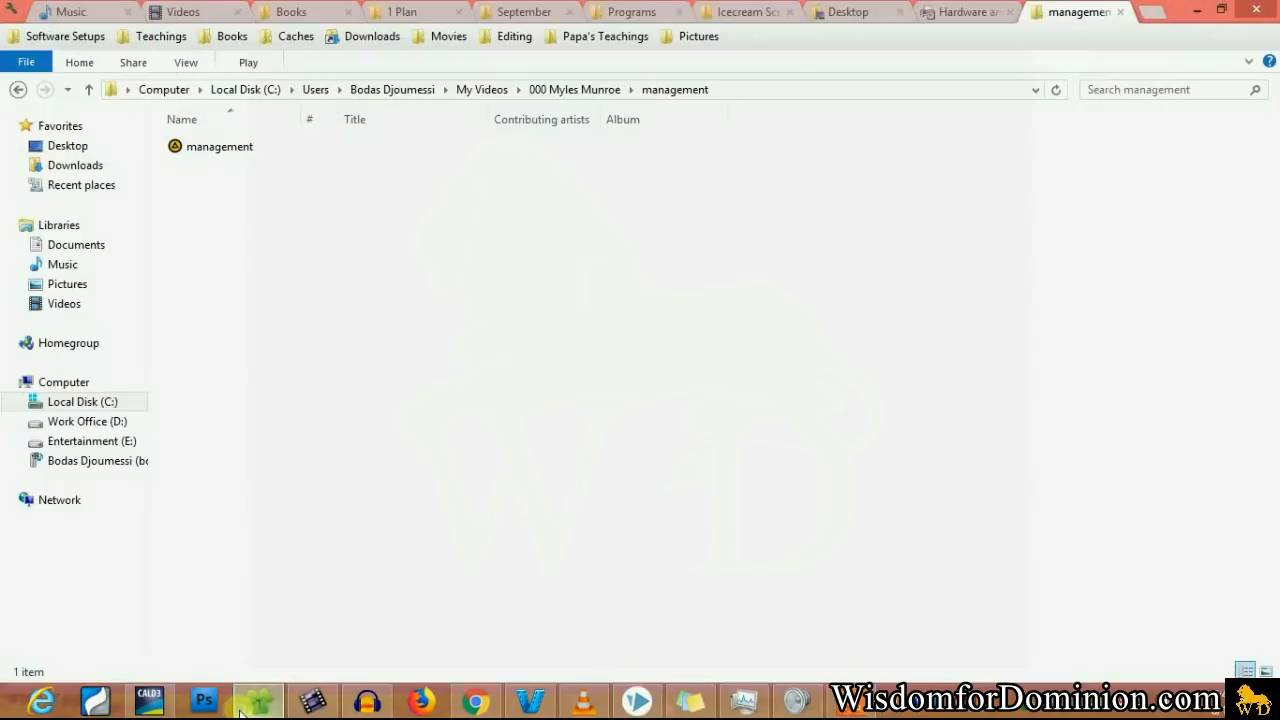 Music
Videos
Books
1 Plan
September
Programs
Icecream Sc
Desktop
Hardware an
managemen
Software Setups
Teachings
Books
Caches
Downloads
Movies
Editing
Papa's Teachings
Pictures
File
Home
Share
View
Play
Computer
Local Disk (C:)
Users
Bodas Djoumessi
My Videos
000 Myles Munroe
management
Search management
Name
#
Title
Contributing artists
Album
management
Favorites
Desktop
Downloads
Recent places
Libraries
Documents
Music
Pictures
Videos
Homegroup
Computer
Local Disk (C:)
Work Office (D:)
Entertainment (E:)
Bodas Djoumessi (bo
Network
1 item
CALD3
Ps
WisdomforDominion.com
WD